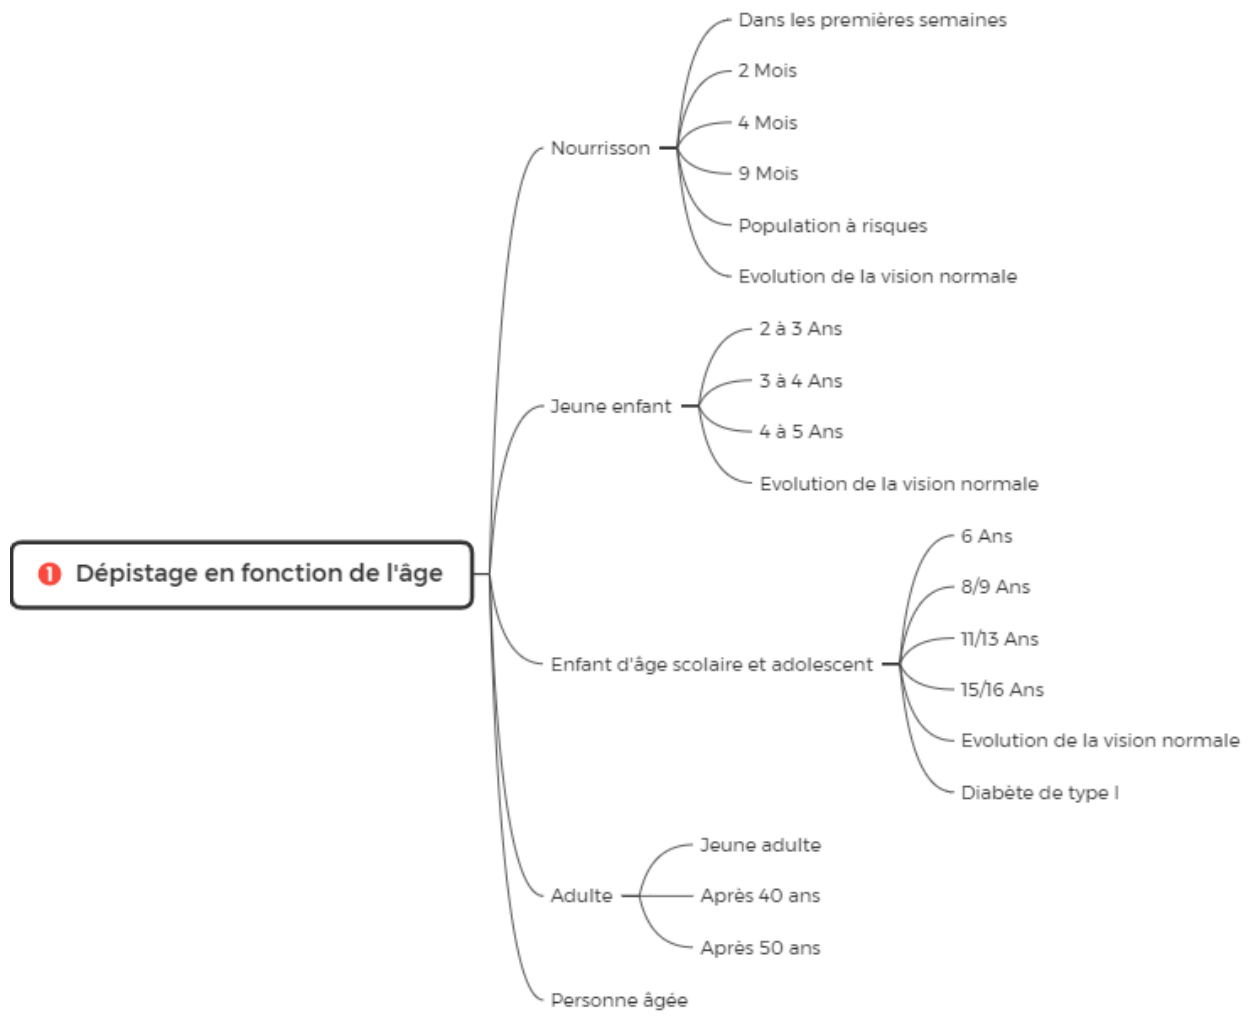 1 Dépistage en fonction de l'âge
Nourrisson
Dans les premières semaines
2 Mois
4 Mois
9 Mois
Population à risques
Evolution de la vision normale
Jeune enfant
2 à 3 Ans
3 à 4 Ans
4 à 5 Ans
Evolution de la vision normale
Enfant d'âge scolaire et adolescent
6 Ans
8/9 Ans
11/13 Ans
15/16 Ans
Evolution de la vision normale
Diabète de type I
Adulte
Jeune adulte
Après 40 ans
Après 50 ans
Personne âgée